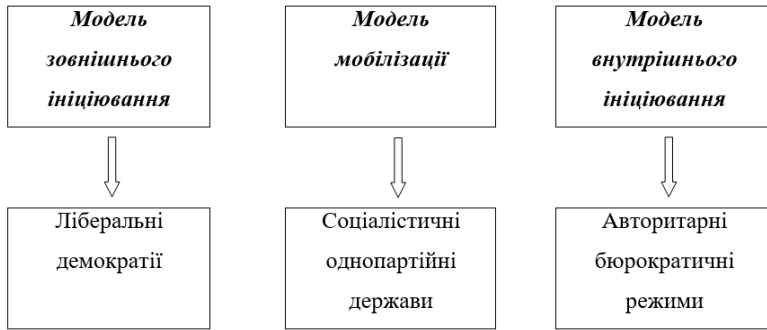 Модель
зовнішнього
ініціювання
Модель
мобілізації
Модель
внутрішнього
ініціювання
Ліберальні
демократії
Соціалістичні
однопартійні
держави
Авторитарні
бюрократичні
режими